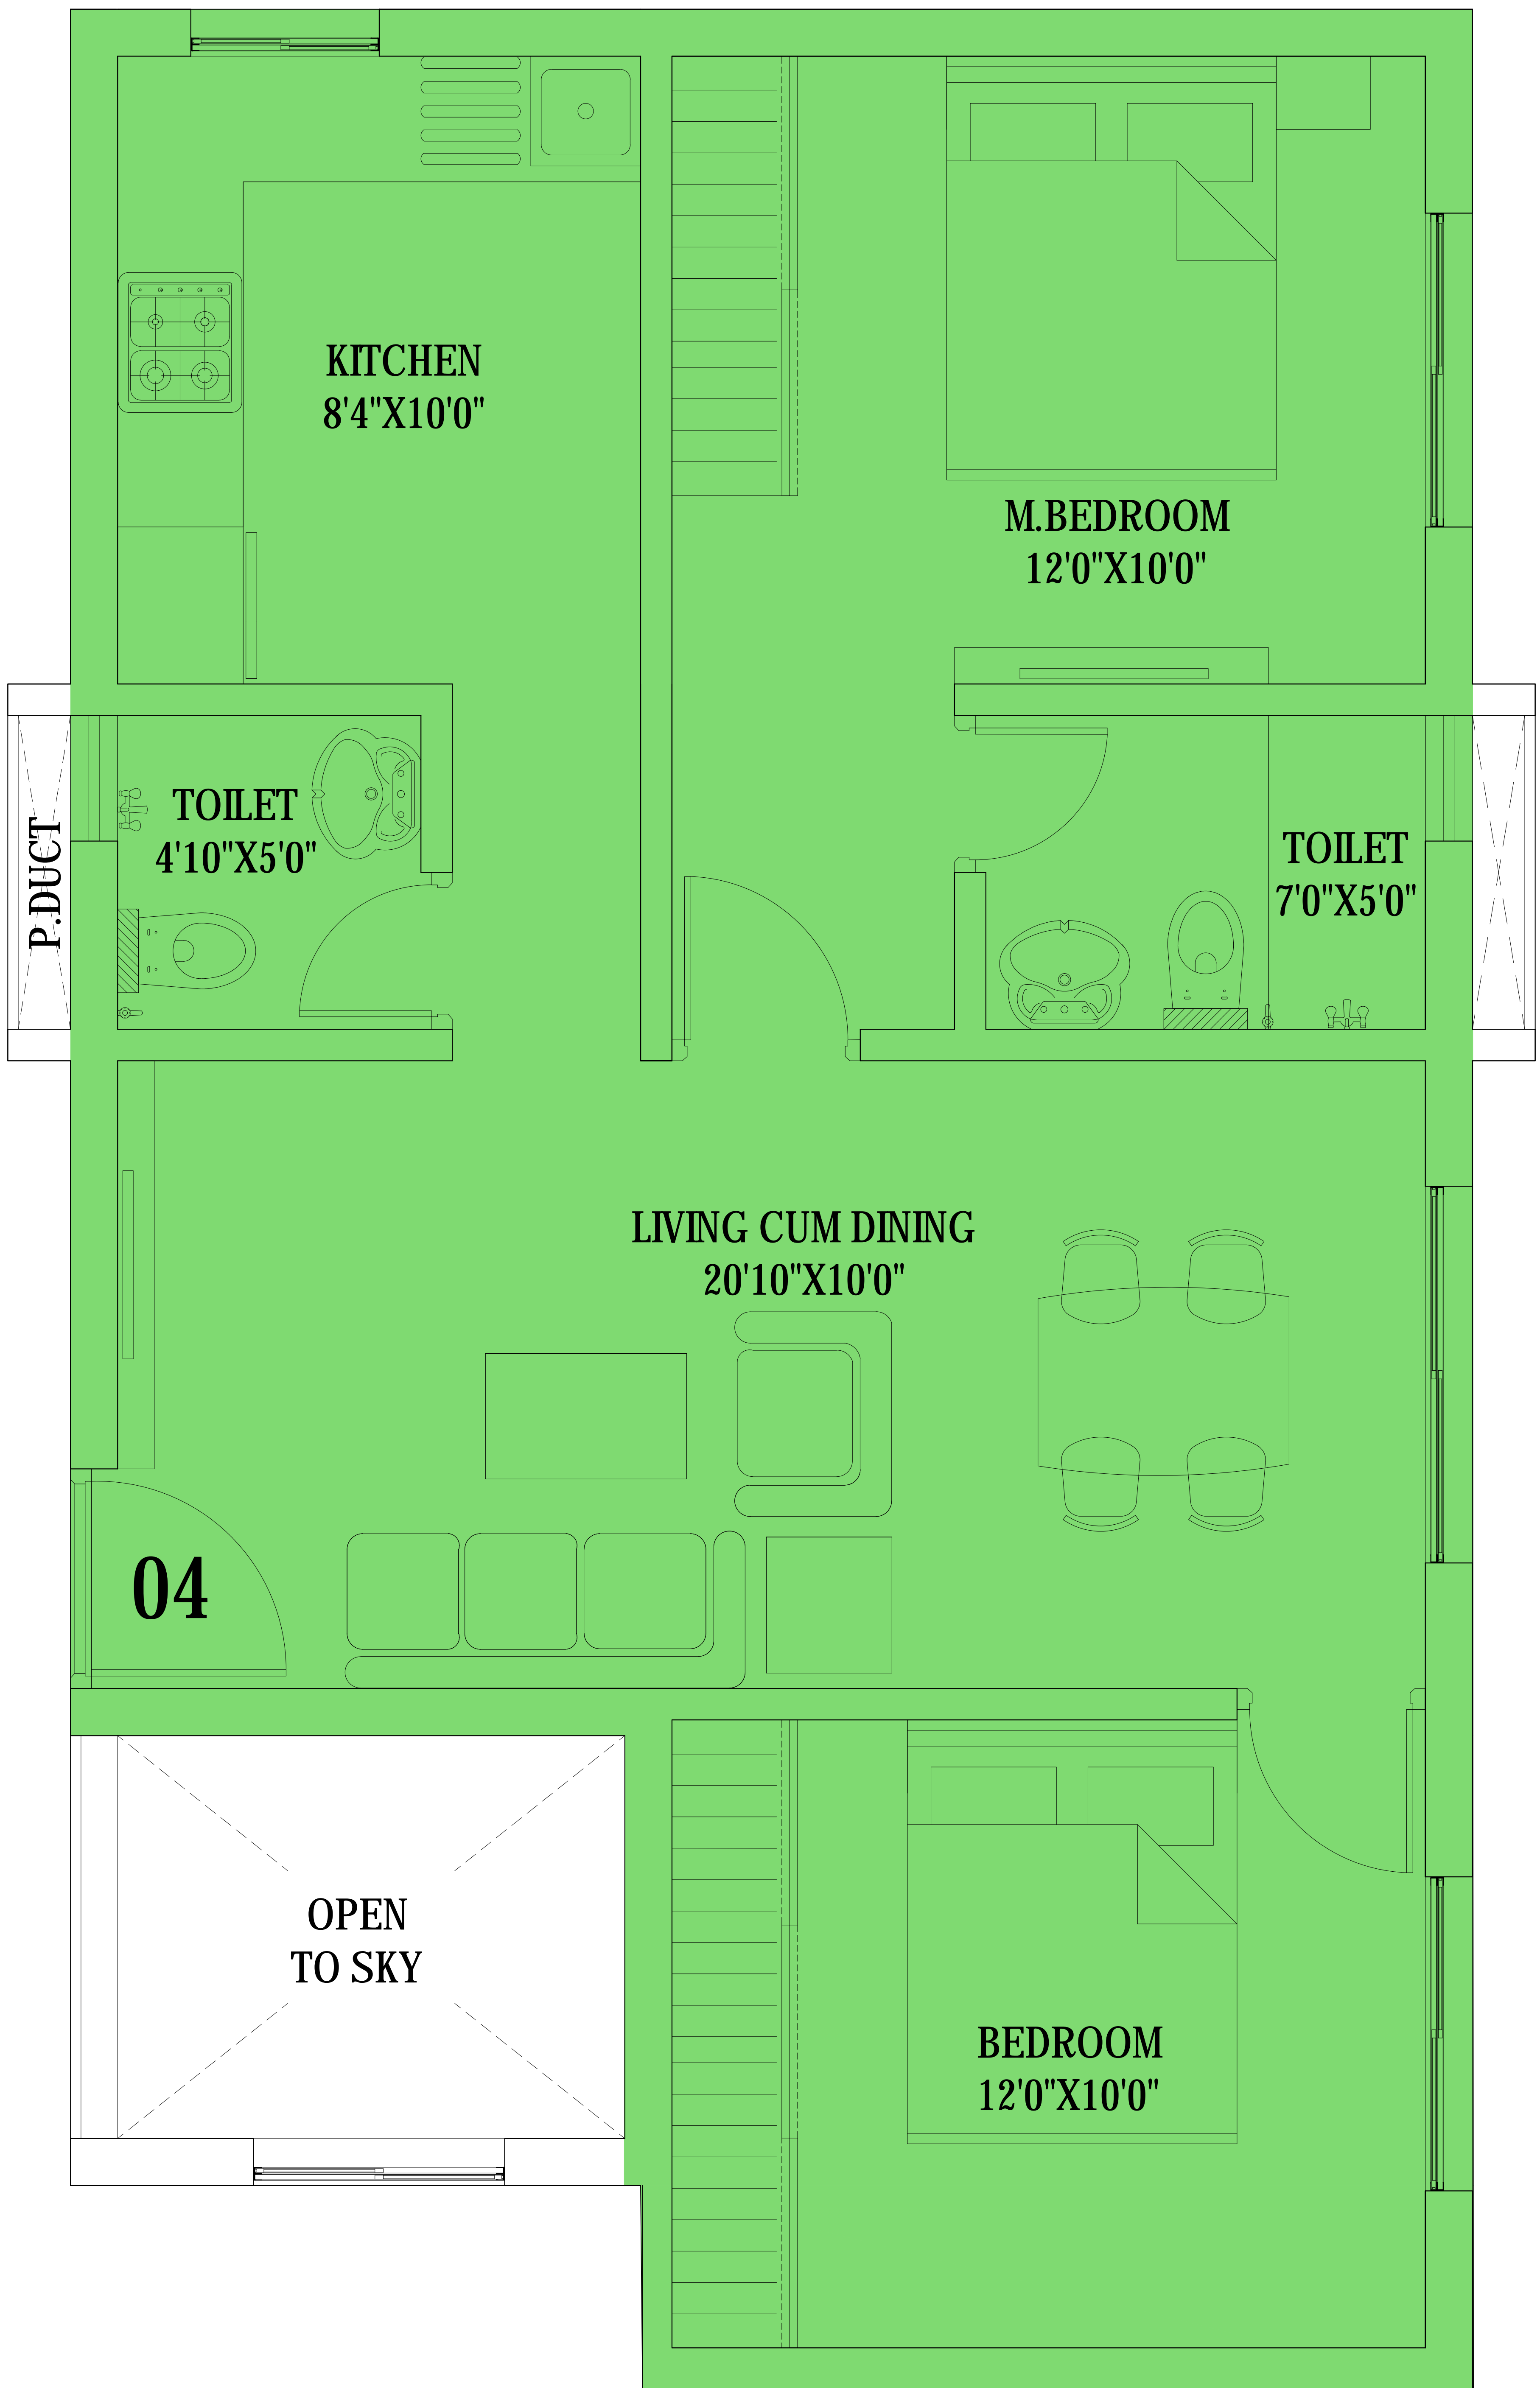 KITCHEN
8'4"X10'0"
M.BEDROOM
12'0"X10'0"
TOILET
4'10"X5'0"
P.DUCT
TOILET
7'0"X5'0"
LIVING CUM DINING
20'10"X10'0"
04
OPEN
TO SKY
BEDROOM
12'0"X10'0"